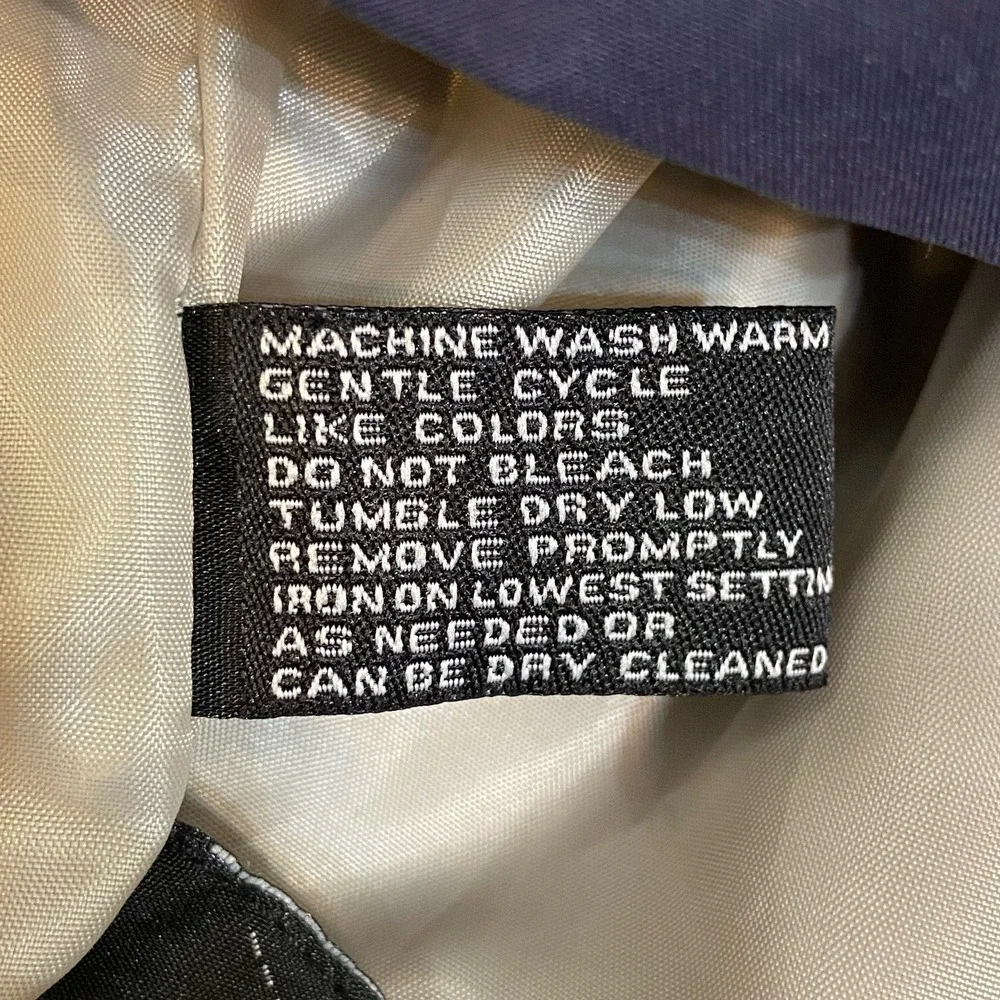 MACHINE WASH WARM
GENTLE CYCLE
LIKE COLORS
DO NOT BLEACH
TUMBLE DRY LOW
REMOVE PROMPTLY
IRON ON LOWEST SETTIN
AS NEEDED OR
CAN BE DRY CLEANED